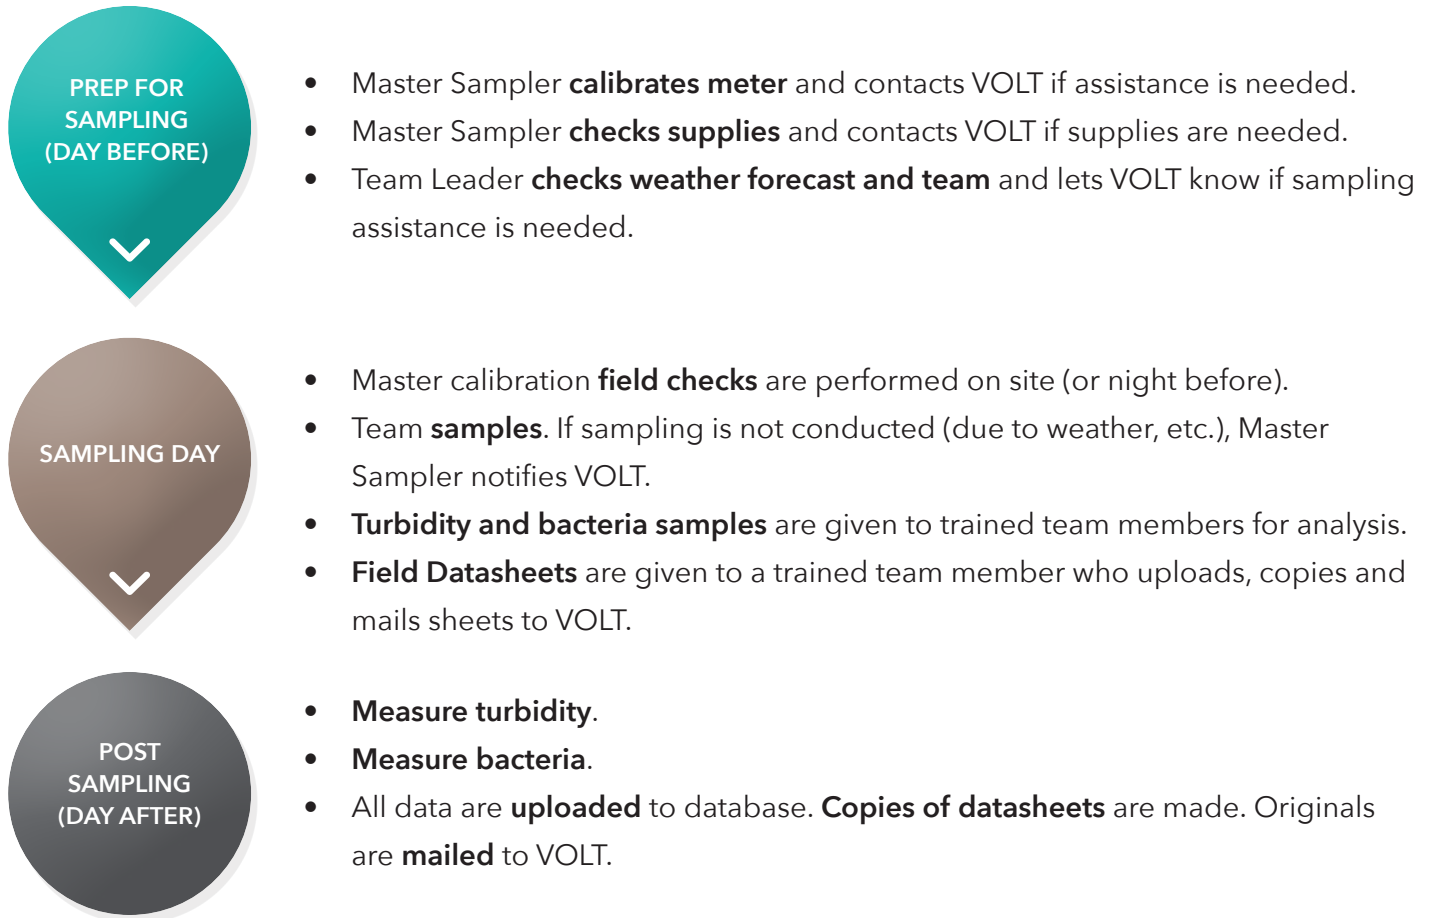 PREP FOR
SAMPLING
(DAY BEFORE)
• Master Sampler calibrates meter and contacts VOLT if assistance is needed.
• Master Sampler checks supplies and contacts VOLT if supplies are needed.
• Team Leader checks weather forecast and team and lets VOLT know if sampling
assistance is needed.
SAMPLING DAY
• Master calibration field checks are performed on site (or night before).
• Team samples. If sampling is not conducted (due to weather, etc.), Master
Sampler notifies VOLT.
• Turbidity and bacteria samples are given to trained team members for analysis.
• Field Datasheets are given to a trained team member who uploads, copies and
mails sheets to VOLT.
POST
SAMPLING
(DAY AFTER)
• Measure turbidity.
• Measure bacteria.
• All data are uploaded to database. Copies of datasheets are made. Originals
are mailed to VOLT.